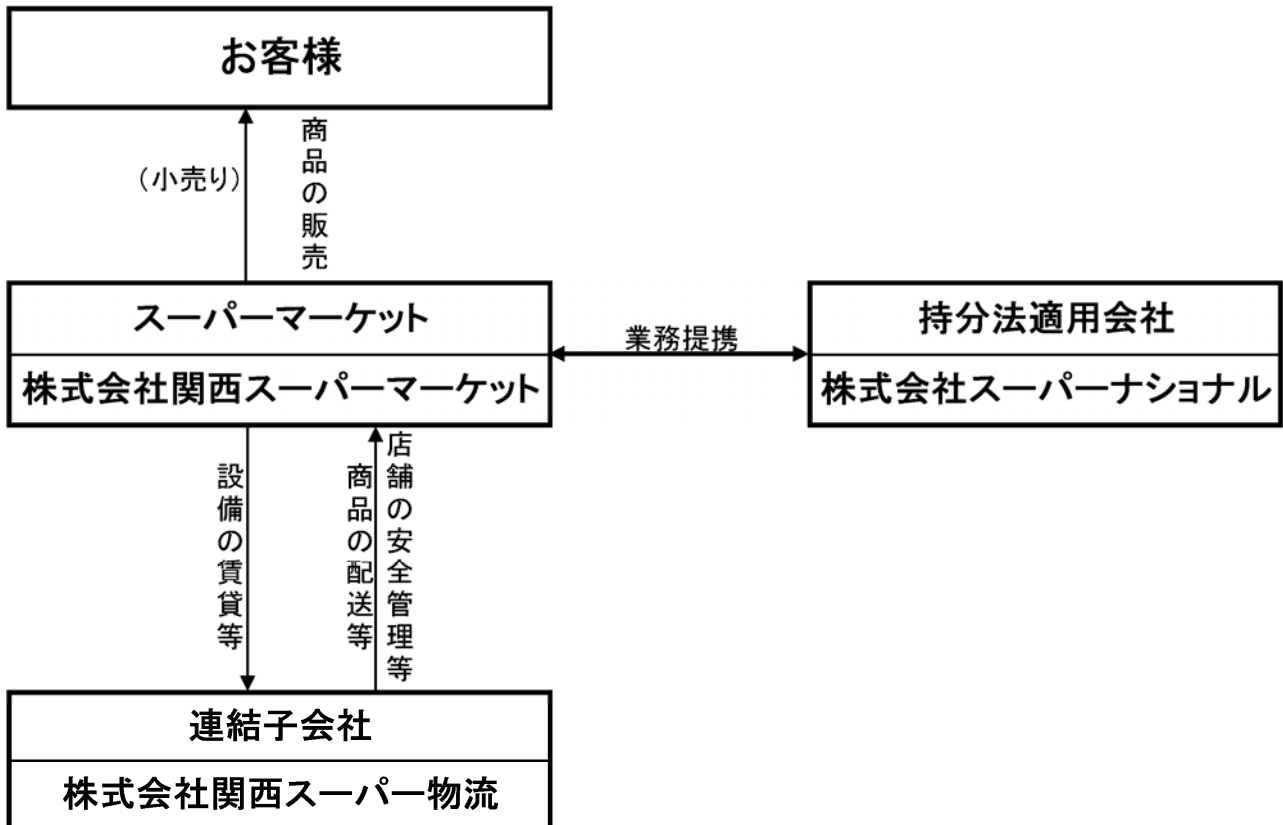 お客様
(小売り)
商品の販売
スーパーマーケット
株式会社関西スーパーマーケット
業務提携
持分法適用会社
株式会社スーパーナショナル
設備の賃貸等
商品の配送等
店舗の安全管理等
連結子会社
株式会社関西スーパー物流